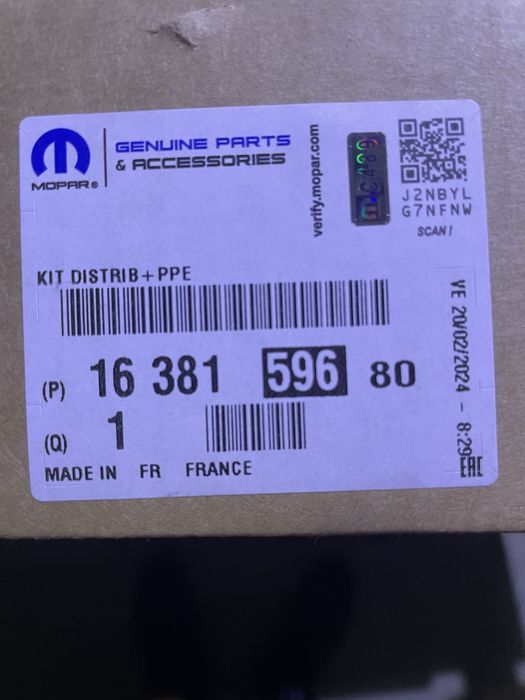 MOPAR®
GENUINE PARTS
& ACCESSORIES
verify.mopar.com
C489
J2NBYL
G7NFNW
SCAN!
KIT DISTRIB+PPE
(P) 16 381 596 80
(Q) 1
MADE IN FR FRANCE
VE 20/02/2024 - 8:29
EAC